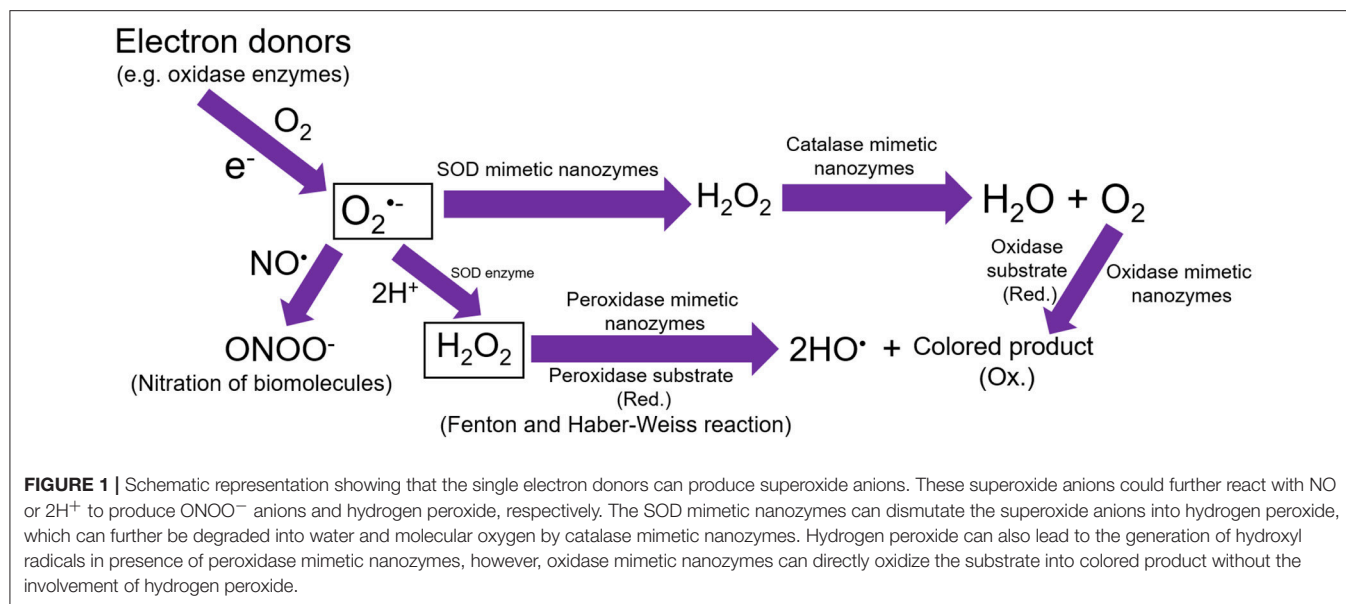 Electron donors
(e.g. oxidase enzymes)
O₂
e⁻
O₂•⁻
SOD mimetic nanozymes
H₂O₂
Catalase mimetic
nanozymes
H₂O + O₂
NO•
2H⁺
SOD enzyme
Oxidase
substrate
(Red.)
Oxidase mimetic
nanozymes
ONOO⁻
(Nitration of biomolecules)
H₂O₂
Peroxidase mimetic
nanozymes
Peroxidase substrate
(Red.)
(Fenton and Haber-Weiss reaction)
2HO• + Colored product
(Ox.)
FIGURE 1 | Schematic representation showing that the single electron donors can produce superoxide anions. These superoxide anions could further react with NO
or 2H⁺ to produce ONOO⁻ anions and hydrogen peroxide, respectively. The SOD mimetic nanozymes can dismutate the superoxide anions into hydrogen peroxide,
which can further be degraded into water and molecular oxygen by catalase mimetic nanozymes. Hydrogen peroxide can also lead to the generation of hydroxyl
radicals in presence of peroxidase mimetic nanozymes, however, oxidase mimetic nanozymes can directly oxidize the substrate into colored product without the
involvement of hydrogen peroxide.